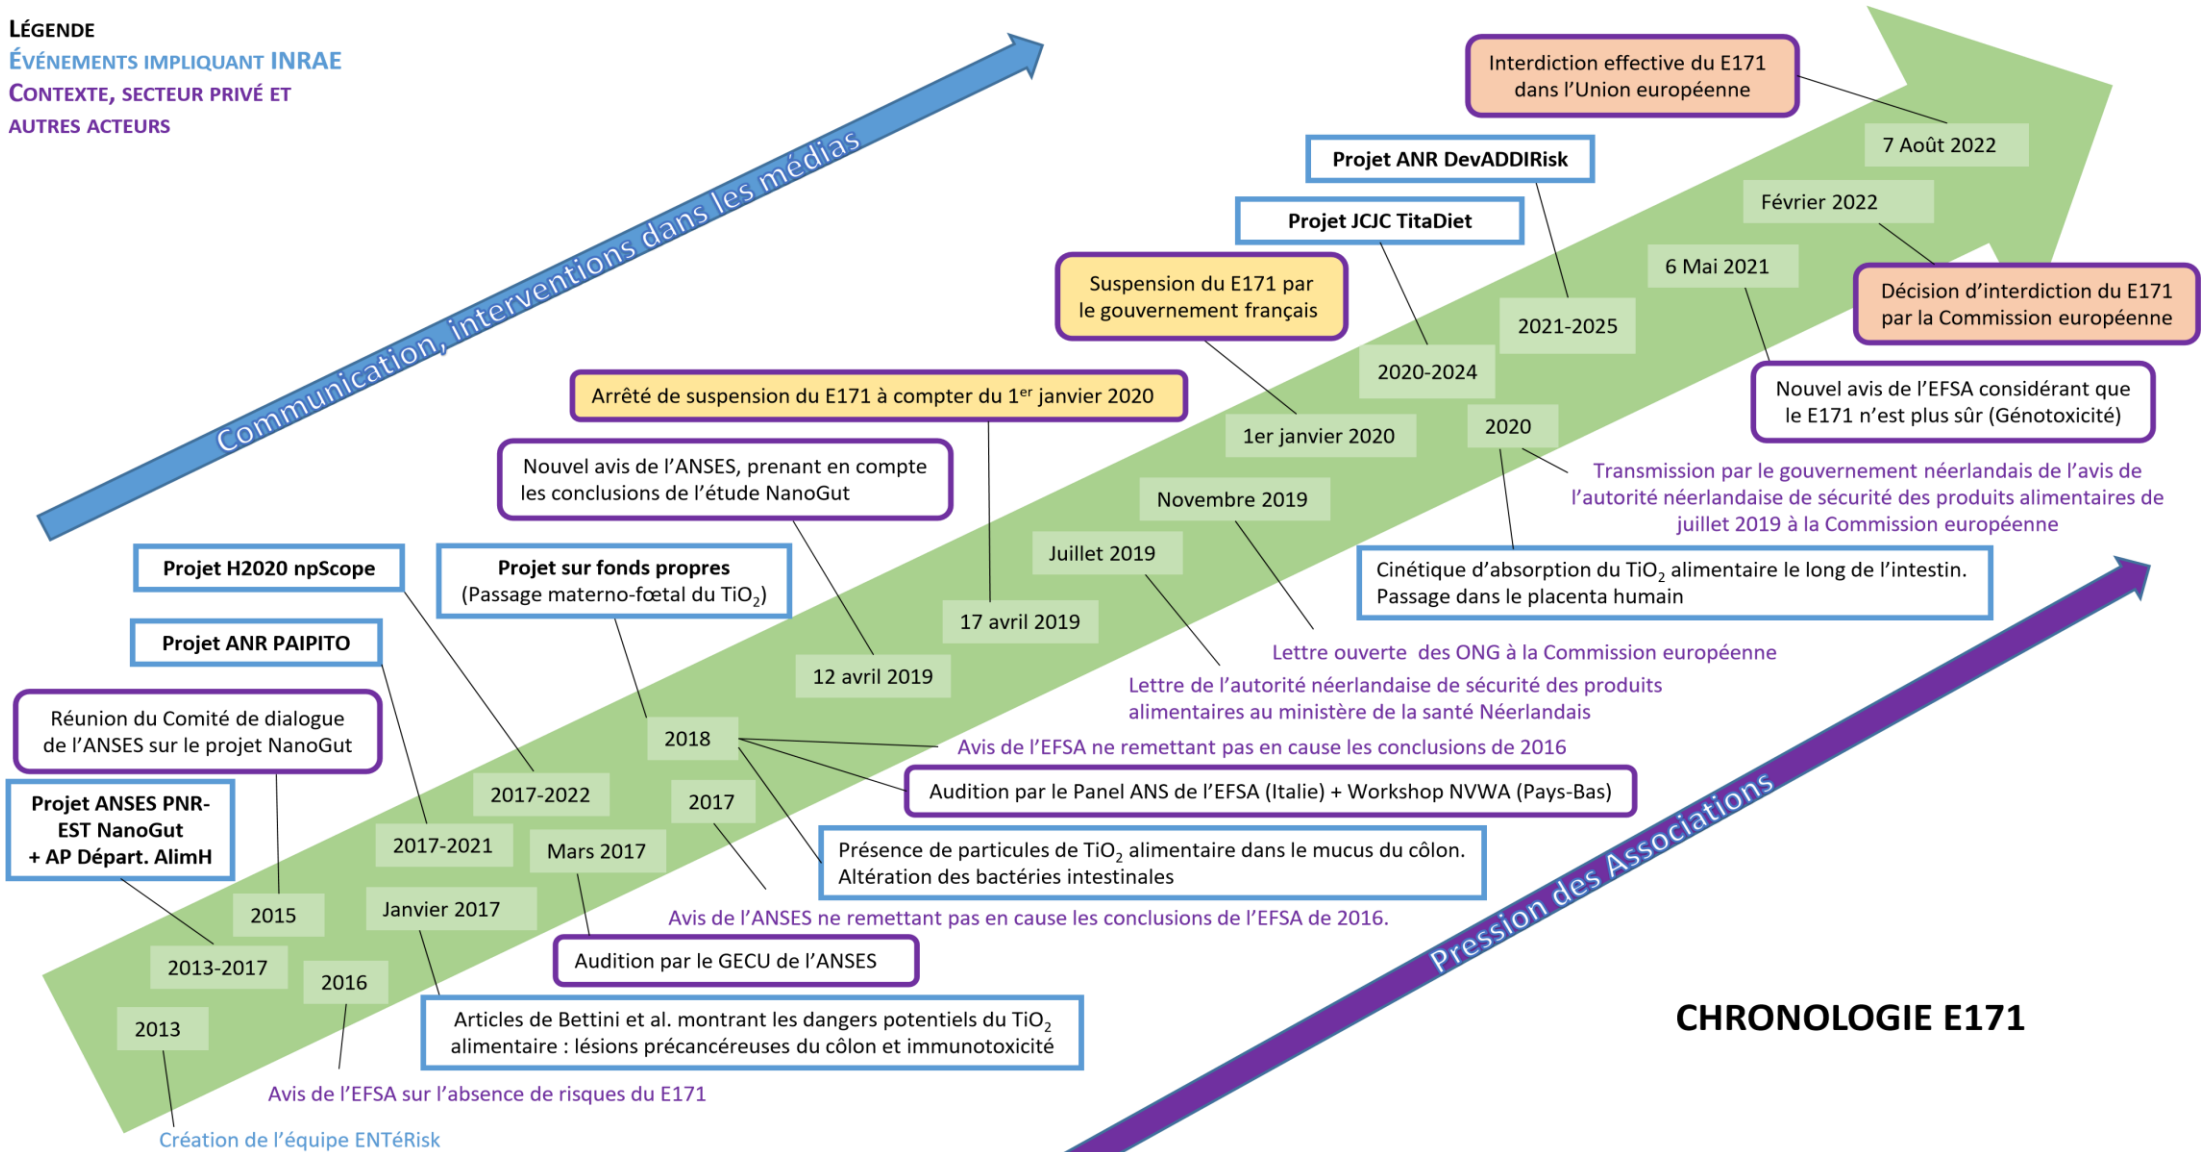 LÉGENDE
ÉVÉNEMENTS IMPLIQUANT INRAE
CONTEXTE, SECTEUR PRIVÉ ET
AUTRES ACTEURS
Communication, interventions dans les médias
Interdiction effective du E171
dans l'Union européenne
7 Août 2022
Projet ANR DevADDIRisk
Février 2022
Projet JCJC TitaDiet
6 Mai 2021
Décision d'interdiction du E171
par la Commission européenne
Suspension du E171 par
le gouvernement français
2021-2025
2020-2024
Nouvel avis de l'EFSA considérant que
le E171 n'est plus sûr (Génotoxicité)
Arrêté de suspension du E171 à compter du 1er janvier 2020
1er janvier 2020
2020
Nouvel avis de l'ANSES, prenant en compte
les conclusions de l'étude NanoGut
Transmission par le gouvernement néerlandais de l'avis de
l'autorité néerlandaise de sécurité des produits alimentaires de
juillet 2019 à la Commission européenne
Novembre 2019
Juillet 2019
Projet H2020 npScope
Projet sur fonds propres
(Passage materno-fœtal du TiO2)
Cinétique d'absorption du TiO2 alimentaire le long de l'intestin.
Passage dans le placenta humain
17 avril 2019
Projet ANR PAIPITO
Lettre ouverte des ONG à la Commission européenne
12 avril 2019
Lettre de l'autorité néerlandaise de sécurité des produits
alimentaires au ministère de la santé Néerlandais
Réunion du Comité de dialogue
de l'ANSES sur le projet NanoGut
2018
Avis de l'EFSA ne remettant pas en cause les conclusions de 2016
Projet ANSES PNR-
EST NanoGut
+ AP Départ. AlimH
2017-2022
2017
Audition par le Panel ANS de l'EFSA (Italie) + Workshop NVWA (Pays-Bas)
2017-2021
Mars 2017
Présence de particules de TiO2 alimentaire dans le mucus du côlon.
Altération des bactéries intestinales
Pression des Associations
2015
Janvier 2017
Avis de l'ANSES ne remettant pas en cause les conclusions de l'EFSA de 2016.
2013-2017
2016
Audition par le GECU de l'ANSES
2013
Articles de Bettini et al. montrant les dangers potentiels du TiO2
alimentaire : lésions précancéreuses du côlon et immunotoxicité
CHRONOLOGIE E171
Avis de l'EFSA sur l'absence de risques du E171
Création de l'équipe ENTéRisk